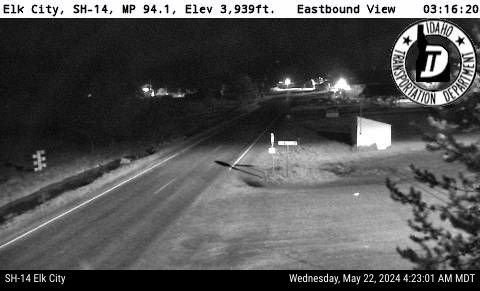 Elk City, SH-14, MP 94.1, Elev 3,939ft. Eastbound View 03:16:20
IDAHO
TRANSPORTATION DEPARTMENT
SH-14 Elk City Wednesday, May 22, 2024 4:23:01 AM MDT